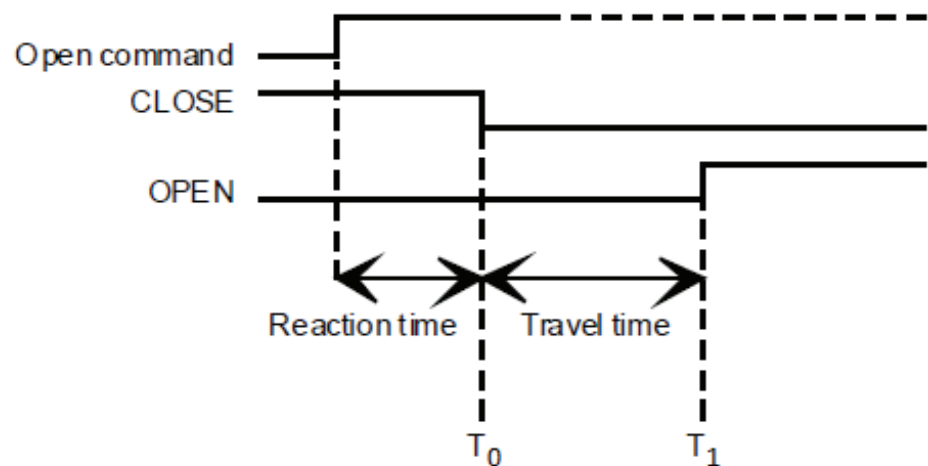 Open command
CLOSE
OPEN
Reaction time Travel time
T0 T1